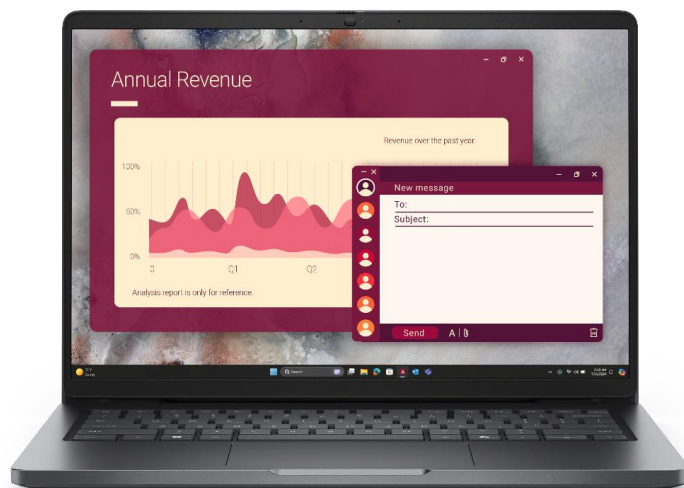 Annual Revenue
Revenue over the past year.
100%
50%
0%
0 Q1 Q2
Analysis report is only for reference.
New message
To:
Subject:
Send A
Search